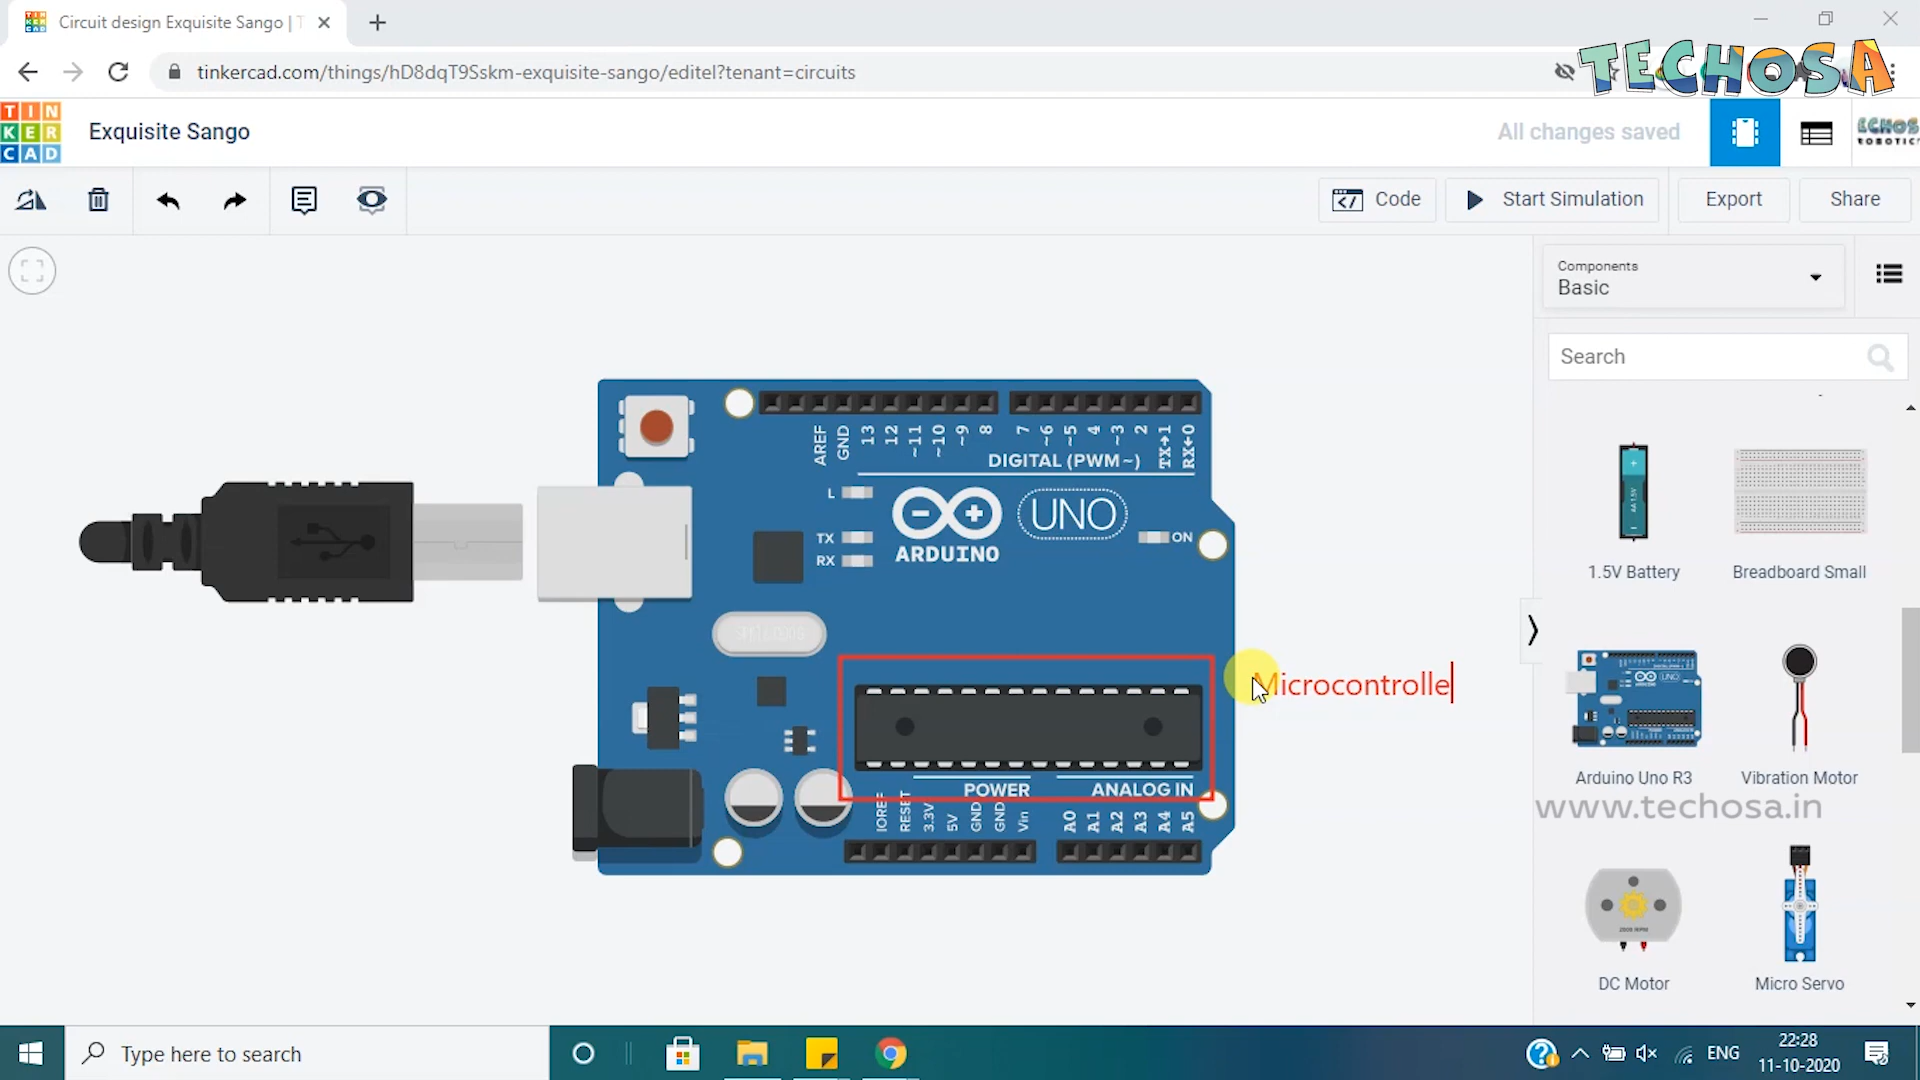 Circuit design Exquisite Sango | T
tinkercad.com/things/hD8dqT9Sskm-exquisite-sango/editel?tenant=circuits
TECHOSA
TIN
KER
CAD
Exquisite Sango
All changes saved
ECHOS
ROBOTIC
Code
Start Simulation
Export
Share
Components
Basic
Search
AREF
GND
13
12
~11
~10
~9
8
7
~6
~5
4
~3
2
TX→1
RX←0
DIGITAL (PWM~)
L
TX
RX
ARDUINO
UNO
ON
Microcontrolle
POWER
ANALOG IN
IOREF
RESET
3.3V
5V
GND
GND
Vin
A0
A1
A2
A3
A4
A5
1.5V Battery
Breadboard Small
Arduino Uno R3
Vibration Motor
www.techosa.in
DC Motor
Micro Servo
Type here to search
ENG
22:28
11-10-2020